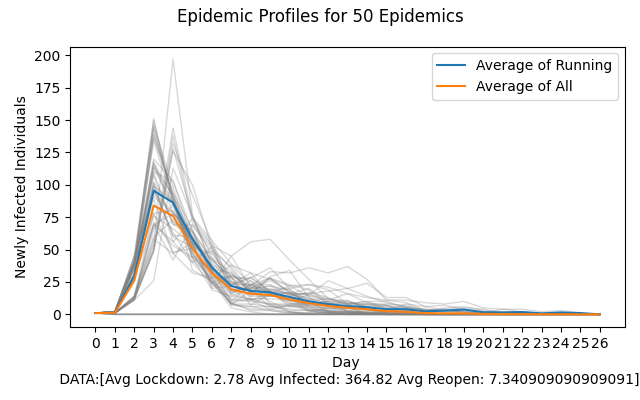 Epidemic Profiles for 50 Epidemics
200
175
150
125
100
75
50
25
0
Newly Infected Individuals
Average of Running
Average of All
0 1 2 3 4 5 6 7 8 9 10 11 12 13 14 15 16 17 18 19 20 21 22 23 24 25 26
Day
DATA:[Avg Lockdown: 2.78 Avg Infected: 364.82 Avg Reopen: 7.340909090909091]